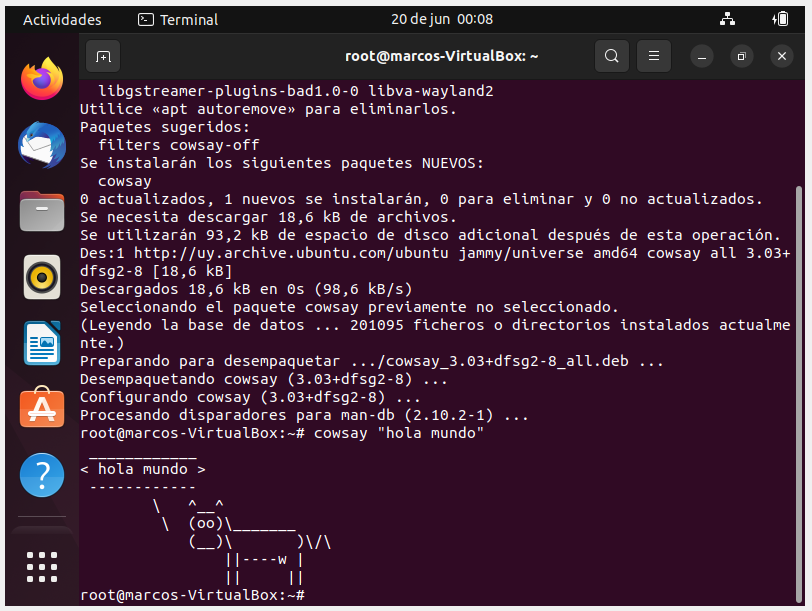 Actividades Terminal 20 de jun 00:08
root@marcos-VirtualBox: ~
  libgstreamer-plugins-bad1.0-0 libva-wayland2
Utilice «apt autoremove» para eliminarlos.
Paquetes sugeridos:
  filters cowsay-off
Se instalarán los siguientes paquetes NUEVOS:
  cowsay
0 actualizados, 1 nuevos se instalarán, 0 para eliminar y 0 no actualizados.
Se necesita descargar 18,6 kB de archivos.
Se utilizarán 93,2 kB de espacio de disco adicional después de esta operación.
Des:1 http://uy.archive.ubuntu.com/ubuntu jammy/universe amd64 cowsay all 3.03+
dfsg2-8 [18,6 kB]
Descargados 18,6 kB en 0s (98,6 kB/s)
Seleccionando el paquete cowsay previamente no seleccionado.
(Leyendo la base de datos ... 201095 ficheros o directorios instalados actualme
nte.)
Preparando para desempaquetar .../cowsay_3.03+dfsg2-8_all.deb ...
Desempaquetando cowsay (3.03+dfsg2-8) ...
Configurando cowsay (3.03+dfsg2-8) ...
Procesando disparadores para man-db (2.10.2-1) ...
root@marcos-VirtualBox:~# cowsay "hola mundo"
 ____________
< hola mundo >
 ------------
        \   ^__^
         \  (oo)\_______
            (__)\       )\/\
                ||----w |
                ||     ||
root@marcos-VirtualBox:~#